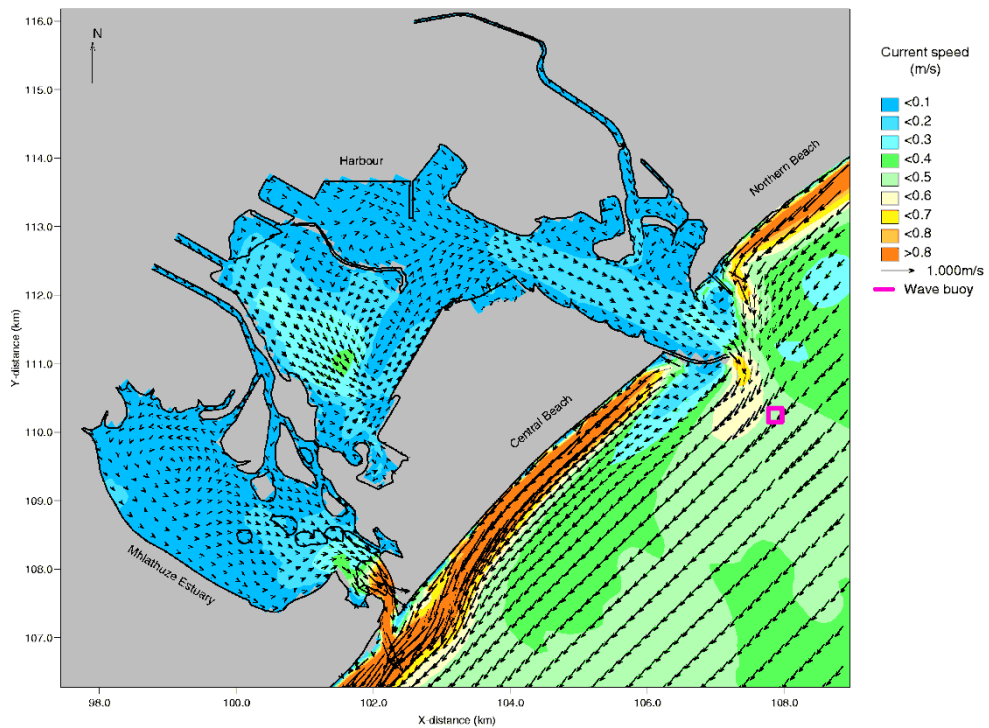 116.0
115.0
114.0
113.0
112.0
111.0
110.0
109.0
108.0
107.0
Y-distance (km)
98.0 100.0 102.0 104.0 106.0 108.0
X-distance (km)
N
Harbour
Northern Beach
Central Beach
Mhlathuze Estuary
Current speed
(m/s)
<0.1
<0.2
<0.3
<0.4
<0.5
<0.6
<0.7
<0.8
>0.8
1.000m/s
Wave buoy